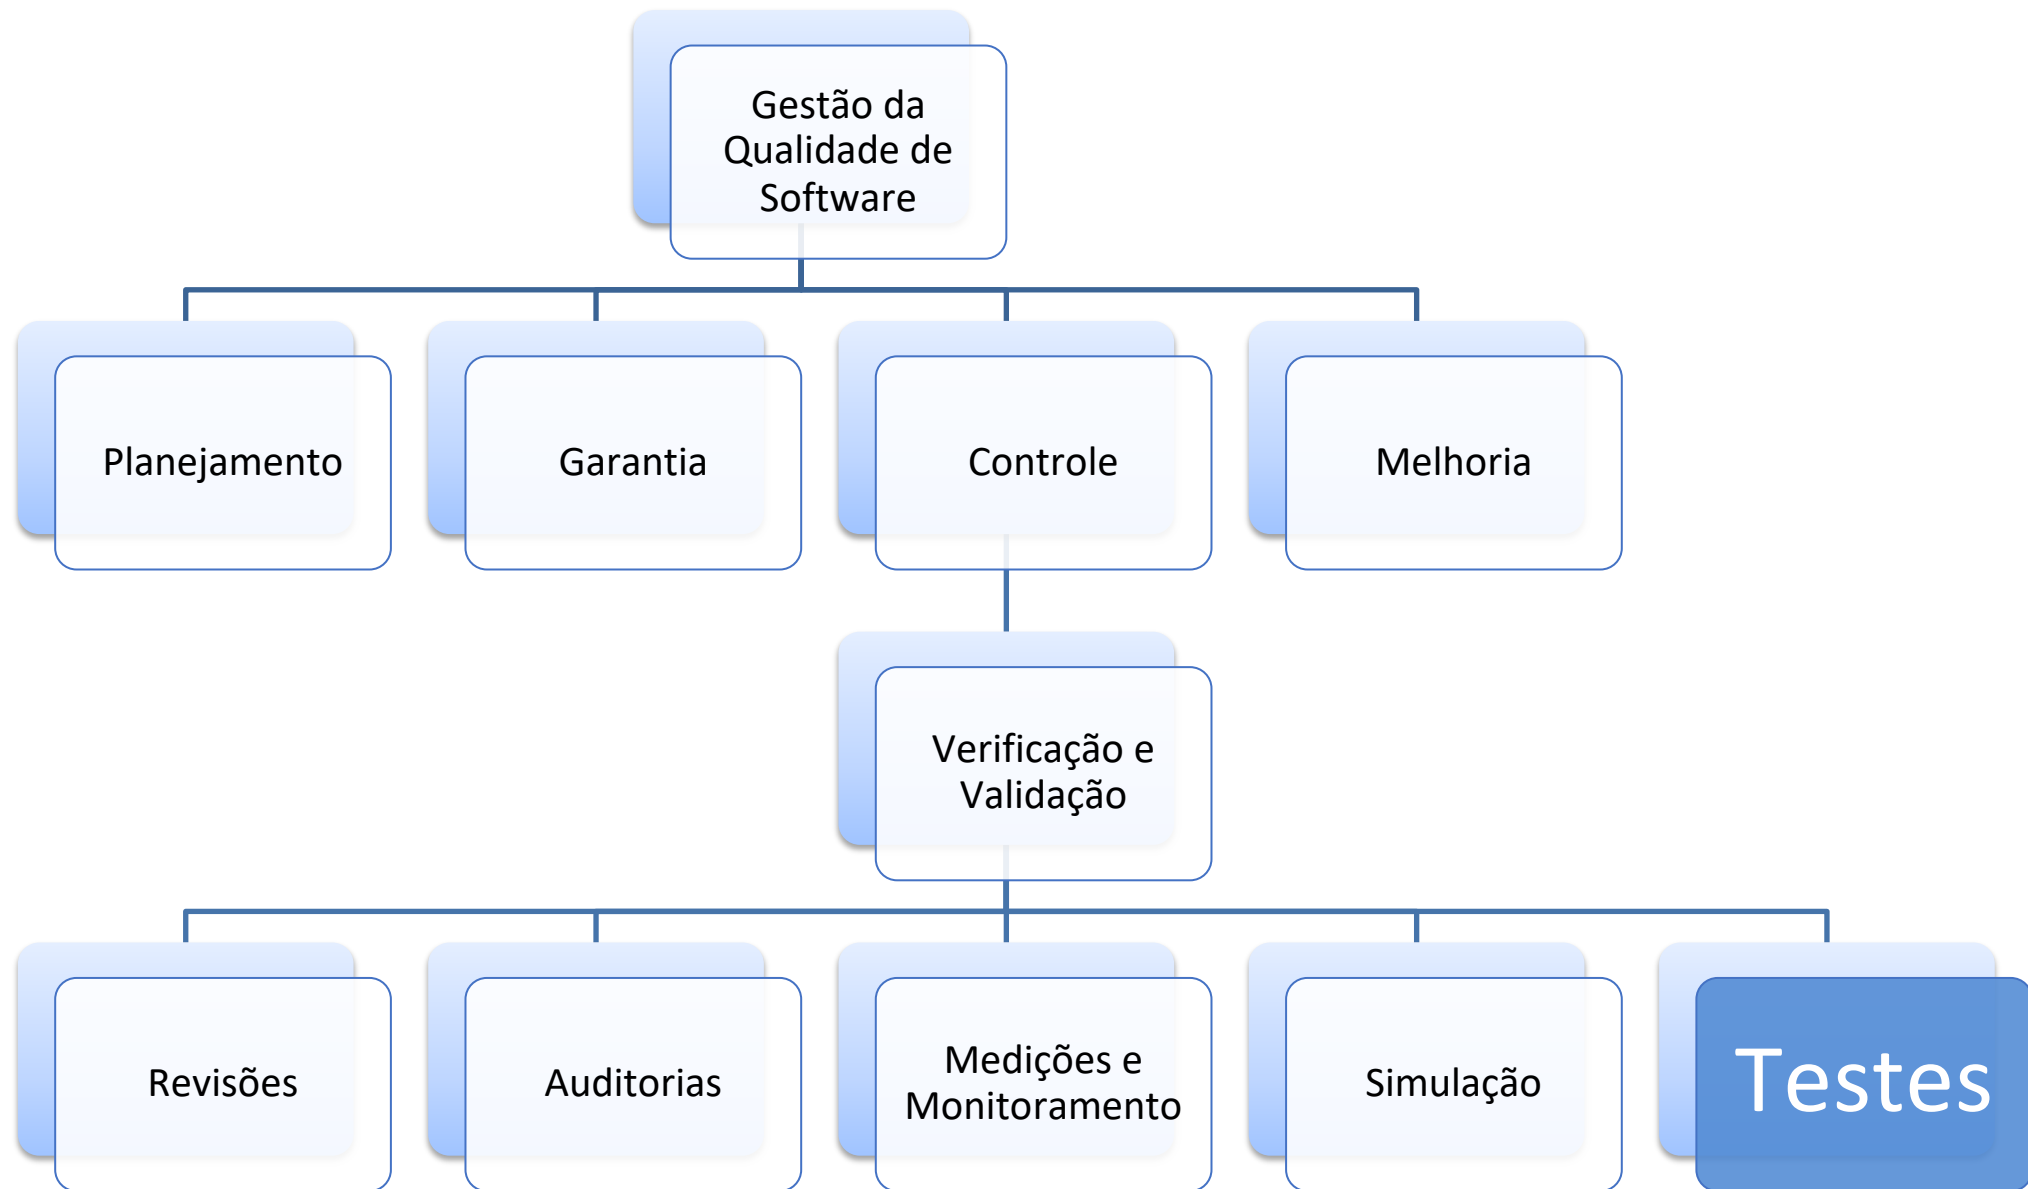 Gestão da
Qualidade de
Software
Planejamento
Garantia
Controle
Melhoria
Verificação e
Validação
Revisões
Auditorias
Medições e
Monitoramento
Simulação
Testes